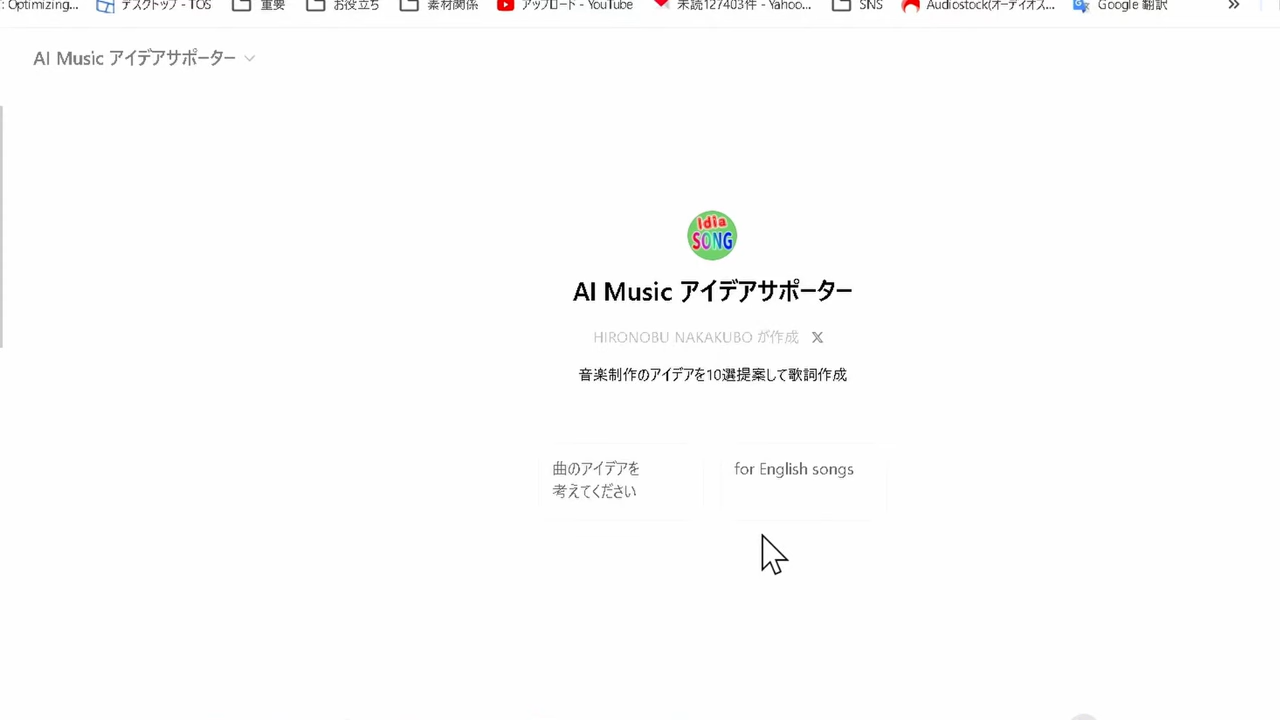 : Optimizing... デスクトップ - TOS 重要 お役立ち 素材関係 アップロード - YouTube 未読127403件 - Yahoo... SNS Audiostock(オーディオス... Google 翻訳 »
AI Music アイデアサポーター
Idia
SONG
AI Music アイデアサポーター
HIRONOBU NAKAKUBO が作成
音楽制作のアイデアを10選提案して歌詞作成
曲のアイデアを
考えてください
for English songs